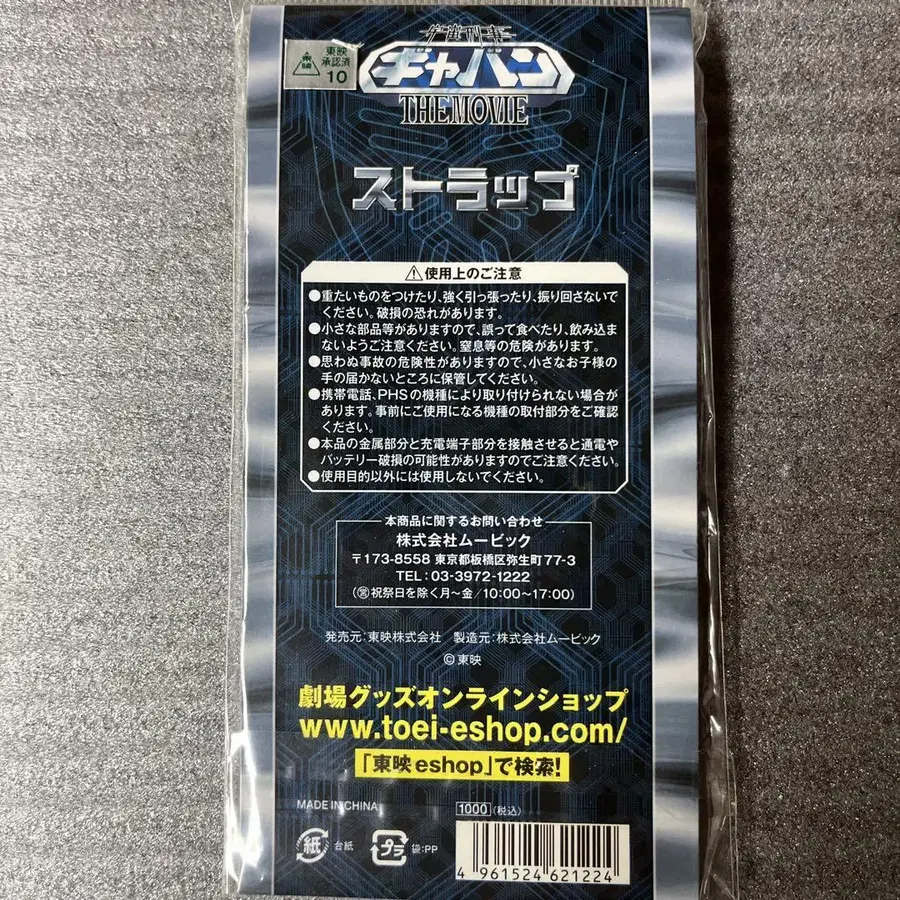 東映
承認済
10
宇宙刑事
ギャバン
THE MOVIE
ストラップ
⚠使用上のご注意
●重たいものをつけたり、強く引っ張ったり、振り回さないで
ください。破損の恐れがあります。
●小さな部品等がありますので、誤って食べたり、飲み込ま
ないようご注意ください。窒息等の危険があります。
●思わぬ事故の危険性がありますので、小さなお子様の
手の届かないところに保管してください。
●携帯電話、PHSの機種により取り付けられない場合が
あります。事前にご使用になる機種の取付部分をご確認
ください。
●本品の金属部分と充電端子部分を接触させると通電や
バッテリー破損の可能性がありますのでご注意ください。
●使用目的以外には使用しないでください。
本商品に関するお問い合わせ
株式会社ムービック
〒173-8558 東京都板橋区弥生町77-3
TEL:03-3972-1222
(営祝祭日を除く月〜金/10:00〜17:00)
発売元:東映株式会社 製造元:株式会社ムービック
©東映
劇場グッズオンラインショップ
www.toei-eshop.com/
「東映eshop」で検索!
MADE IN CHINA
1000(税込)
紙 台紙
プラ 袋:PP
4 961524 621224